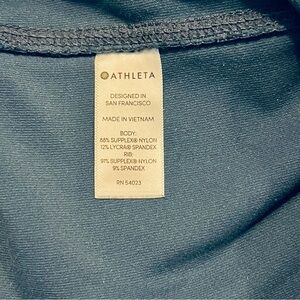 ATHLETA
DESIGNED IN
SAN FRANCISCO
MADE IN VIETNAM
BODY:
88% SUPPLEX® NYLON
12% LYCRA® SPANDEX
RIB:
91% SUPPLEX® NYLON
9% SPANDEX
RN 54023